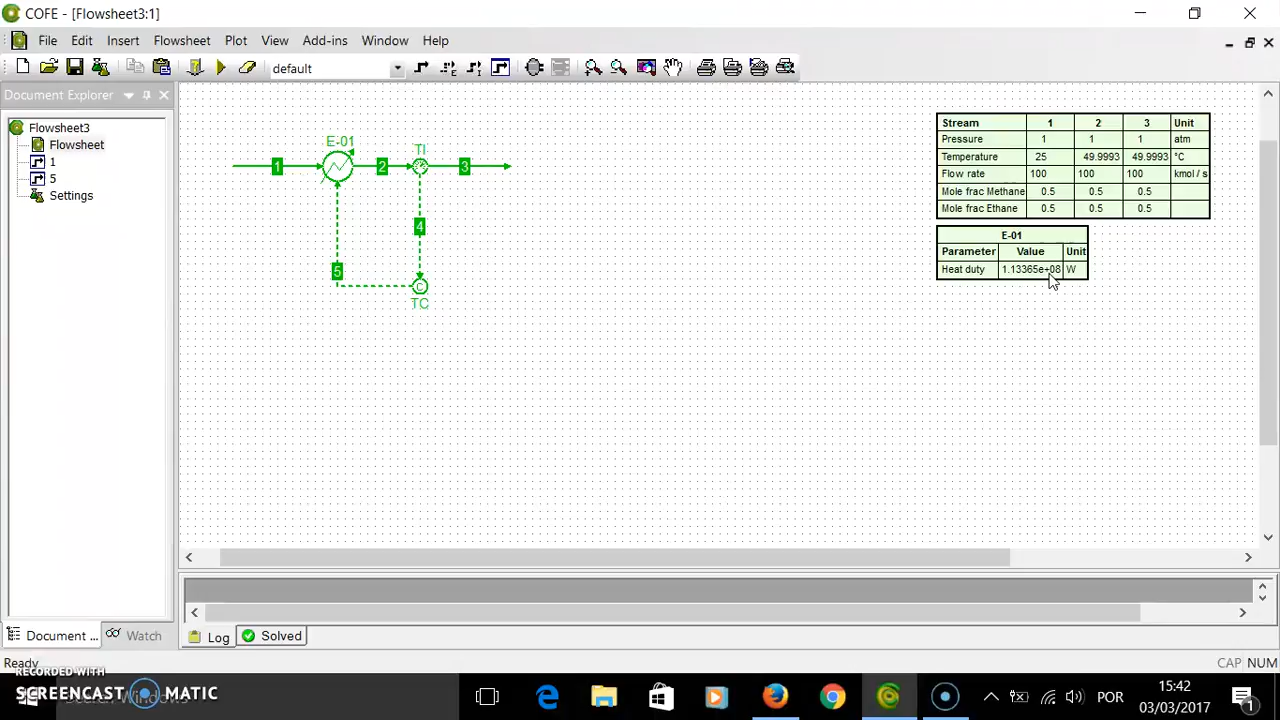 COFE - [Flowsheet3:1]
File Edit Insert Flowsheet Plot View Add-ins Window Help
default
Document Explorer
Flowsheet3
Flowsheet
1
5
Settings
E-01
TI
1 2 3
4
5
C
TC
Stream 1 2 3 Unit
Pressure 1 1 1 atm
Temperature 25 49.9993 49.9993 °C
Flow rate 100 100 100 kmol / s
Mole frac Methane 0.5 0.5 0.5
Mole frac Ethane 0.5 0.5 0.5
E-01
Parameter Value Unit
Heat duty 1.13365e+08 W
Document ... Watch
Log Solved
Ready CAP NUM
RECORDED WITH
SCREENCAST MATIC
POR
15:42
03/03/2017
1